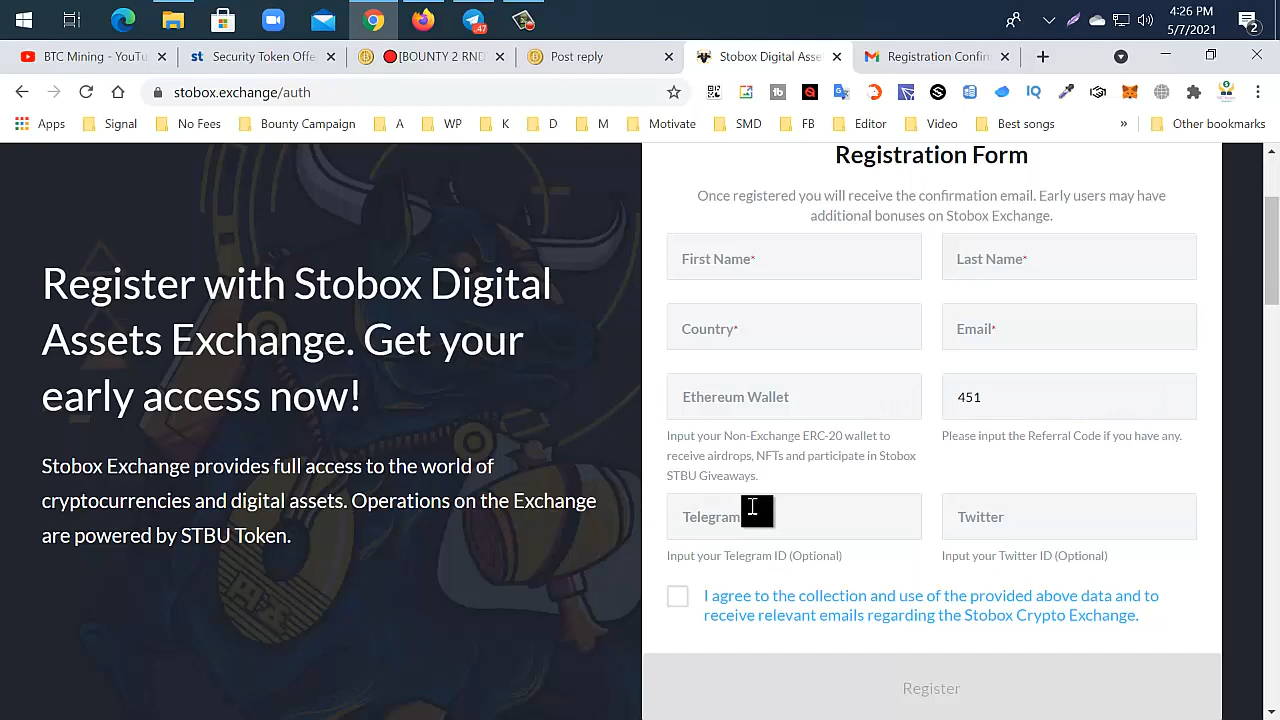 4:26 PM
5/7/2021
47
2
BTC Mining - YouTu
Security Token Offe
[BOUNTY 2 RND
Post reply
Stobox Digital Asse
Registration Confirm
stobox.exchange/auth
Apps
Signal
No Fees
Bounty Campaign
A
WP
K
D
M
Motivate
SMD
FB
Editor
Video
Best songs
»
Other bookmarks
Register with Stobox Digital
Assets Exchange. Get your
early access now!
Stobox Exchange provides full access to the world of
cryptocurrencies and digital assets. Operations on the Exchange
are powered by STBU Token.
Registration Form
Once registered you will receive the confirmation email. Early users may have
additional bonuses on Stobox Exchange.
First Name*
Last Name*
Country*
Email*
Ethereum Wallet
451
Input your Non-Exchange ERC-20 wallet to
receive airdrops, NFTs and participate in Stobox
STBU Giveaways.
Please input the Referral Code if you have any.
Telegram
Twitter
Input your Telegram ID (Optional)
Input your Twitter ID (Optional)
I agree to the collection and use of the provided above data and to
receive relevant emails regarding the Stobox Crypto Exchange.
Register